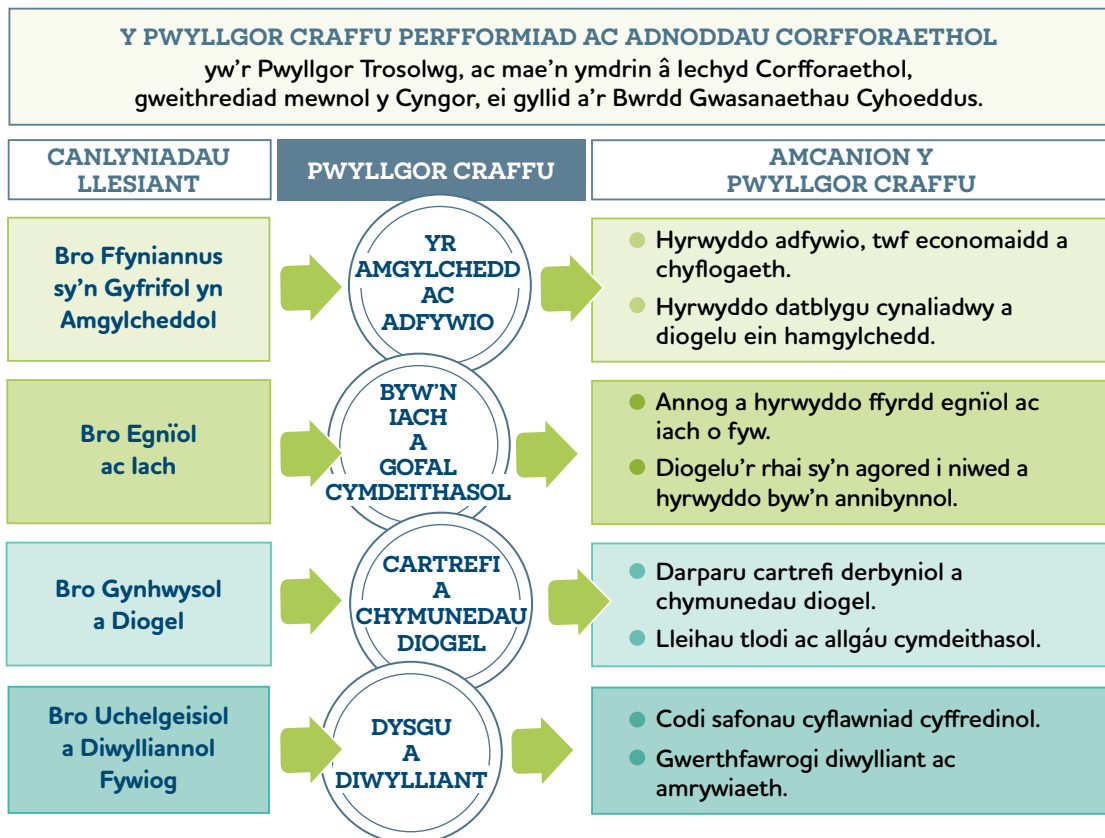 Y PWYLLGOR CRAFFU PERFFORMIAD AC ADNODDAU CORFFORAETHOL
yw'r Pwyllgor Trosolwg, ac mae'n ymdrin â Iechyd Corfforaethol,
gweithrediad mewnol y Cyngor, ei gyllid a'r Bwrdd Gwasanaethau Cyhoeddus.
CANLYNIADAU
LLESIANT
PWYLLGOR CRAFFU
AMCANION Y
PWYLLGOR CRAFFU
Bro Ffyniannus
sy'n Gyfrifol yn
Amgylcheddol
YR
AMGYLCHEDD
AC
ADFYWIO
Hyrwyddo adfywio, twf economaidd a
chyflogaeth.
Hyrwyddo datblygu cynaliadwy a
diogelu ein hamgylchedd.
Bro Egnïol
ac Iach
BYW'N
IACH
A
GOFAL
CYMDEITHASOL
Annog a hyrwyddo ffyrdd egnïol ac
iach o fyw.
Diogelu'r rhai sy'n agored i niwed a
hyrwyddo byw'n annibynnol.
Bro Gynhwysol
a Diogel
CARTREFI
A
CHYMUNEDAU
DIOGEL
Darparu cartrefi derbyniol a
chymunedau diogel.
Lleihau tlodi ac allgáu cymdeithasol.
Bro Uchelgeisiol
a Diwylliannol
Fywiog
DYSGU
A
DIWYLLIANT
Codi safonau cyflawniad cyffredinol.
Gwerthfawrogi diwylliant ac
amrywiaeth.